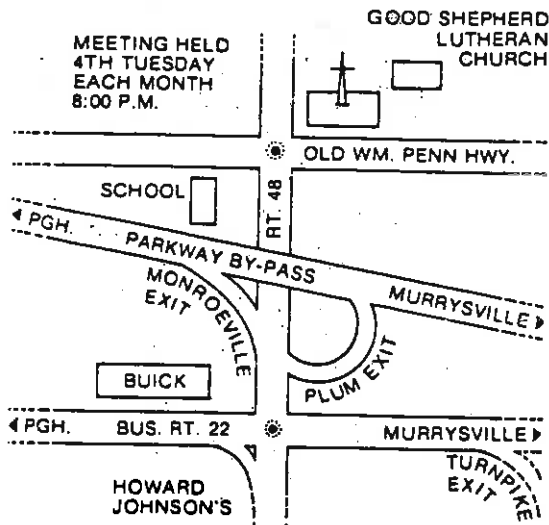 GOOD SHEPHERD
LUTHERAN
CHURCH
MEETING HELD
4TH TUESDAY
EACH MONTH
8:00 P.M.
OLD WM. PENN HWY.
SCHOOL
RT. 48
PGH.
PARKWAY BY-PASS
MURRYSVILLE
MONROEVILLE
EXIT
PLUM EXIT
BUICK
PGH.
BUS. RT. 22
MURRYSVILLE
TURNPIKE
EXIT
HOWARD
JOHNSON'S